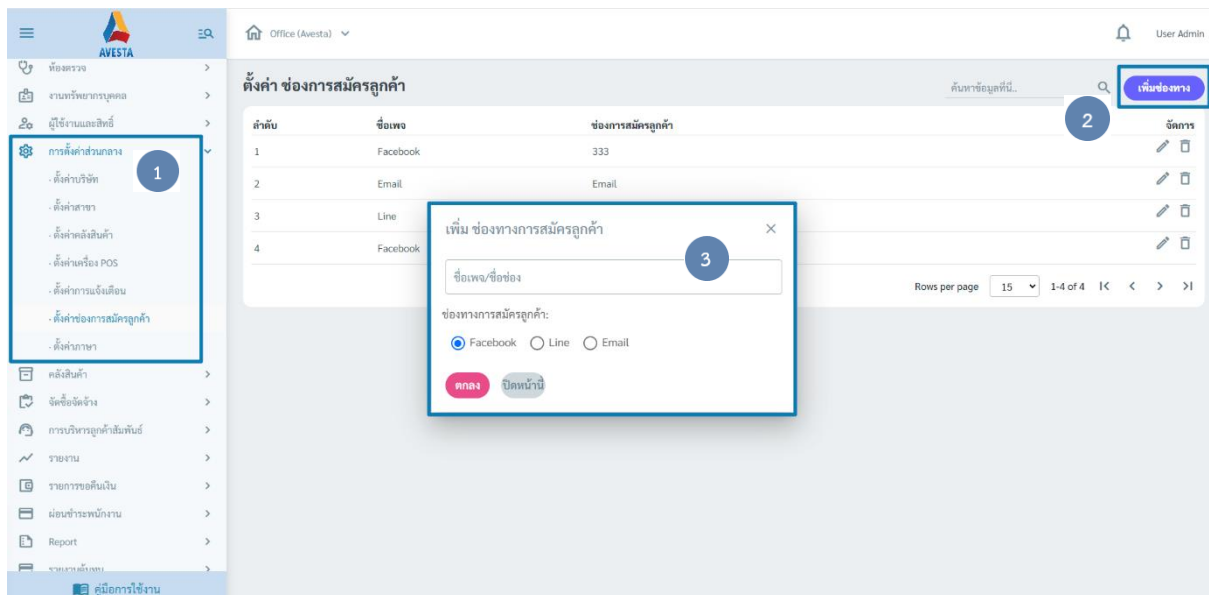 AVESTA
Office (Avesta)
User Admin
ห้องตรวจ
งานทรัพยากรบุคคล
ผู้ใช้งานและสิทธิ์
การตั้งค่าส่วนกลาง
1
- ตั้งค่าบริษัท
- ตั้งค่าสาขา
- ตั้งค่าคลังสินค้า
- ตั้งค่าเครื่อง POS
- ตั้งค่าการแจ้งเตือน
- ตั้งค่าช่องการสมัครลูกค้า
- ตั้งค่าภาษา
คลังสินค้า
จัดซื้อจัดจ้าง
การบริหารลูกค้าสัมพันธ์
รายงาน
รายการขอคืนเงิน
ผ่อนชำระพนักงาน
Report
รายงานต้นทุน
คู่มือการใช้งาน
ตั้งค่า ช่องการสมัครลูกค้า
ค้นหาข้อมูลที่นี่..
เพิ่มช่องทาง
2
ลำดับ ชื่อเพจ ช่องการสมัครลูกค้า จัดการ
1 Facebook 333
2 Email Email
3 Line
4 Facebook
Rows per page 15 1-4 of 4
เพิ่ม ช่องทางการสมัครลูกค้า
3
ชื่อเพจ/ชื่อช่อง
ช่องทางการสมัครลูกค้า:
Facebook Line Email
ตกลง ปิดหน้านี้